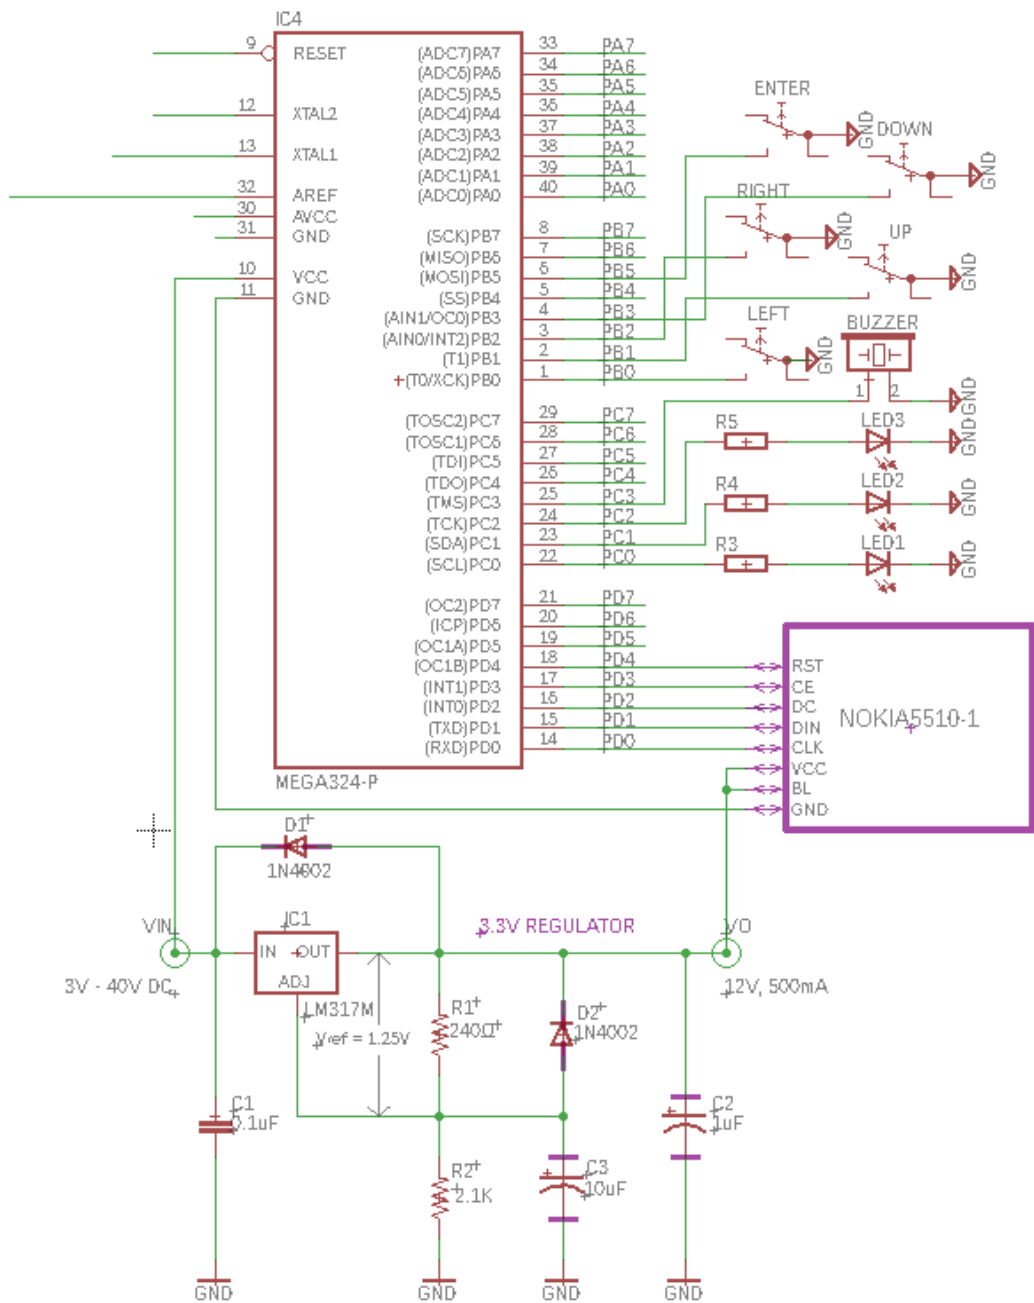 IC4
9 RESET (ADC7)PA7 33 PA7
(ADC6)PA6 34 PA6
(ADC5)PA5 35 PA5
12 XTAL2 (ADC4)PA4 36 PA4
(ADC3)PA3 37 PA3
13 XTAL1 (ADC2)PA2 38 PA2
(ADC1)PA1 39 PA1
32 AREF (ADC0)PA0 40 PA0
30 AVCC
31 GND (SCK)PB7 8 PB7
(MISO)PB6 7 PB6
10 VCC (MOSI)PB5 6 PB5
11 GND (SS)PB4 5 PB4
(AIN1/OC0)PB3 4 PB3
(AIN0/INT2)PB2 3 PB2
(T1)PB1 2 PB1
(T0/XCK)PB0 1 PB0
(TOSC2)PC7 29 PC7
(TOSC1)PC6 28 PC6
(TDI)PC5 27 PC5
(TDO)PC4 26 PC4
(TMS)PC3 25 PC3
(TCK)PC2 24 PC2
(SDA)PC1 23 PC1
(SCL)PC0 22 PC0
(OC2)PD7 21 PD7
(ICP)PD6 20 PD6
(OC1A)PD5 19 PD5
(OC1B)PD4 18 PD4
(INT1)PD3 17 PD3
(INT0)PD2 16 PD2
(TXD)PD1 15 PD1
(RXD)PD0 14 PD0
MEGA324-P
ENTER
GND
DOWN
GND
RIGHT
GND
UP
GND
LEFT
GND
BUZZER
1 2
GND
R5
LED3
GND
R4
LED2
GND
R3
LED1
GND
RST
CE
DC
DIN
CLK
VCC
BL
GND
NOKIA5510-1
D1
1N4002
VIN
3V - 40V DC
IC1
IN OUT
ADJ
LM317M
3.3V REGULATOR
VO
12V, 500mA
Vref = 1.25V
R1
240Ω
D2
1N4002
C1
0.1uF
C2
1uF
R2
2.1K
C3
10uF
GND
GND
GND
GND